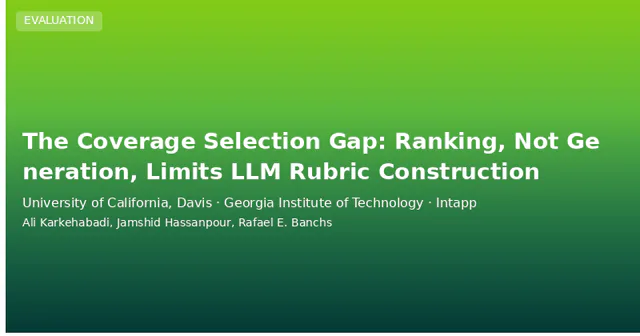 EVALUATION
The Coverage Selection Gap: Ranking, Not Ge
neration, Limits LLM Rubric Construction
University of California, Davis · Georgia Institute of Technology · Intapp
Ali Karkehabadi, Jamshid Hassanpour, Rafael E. Banchs